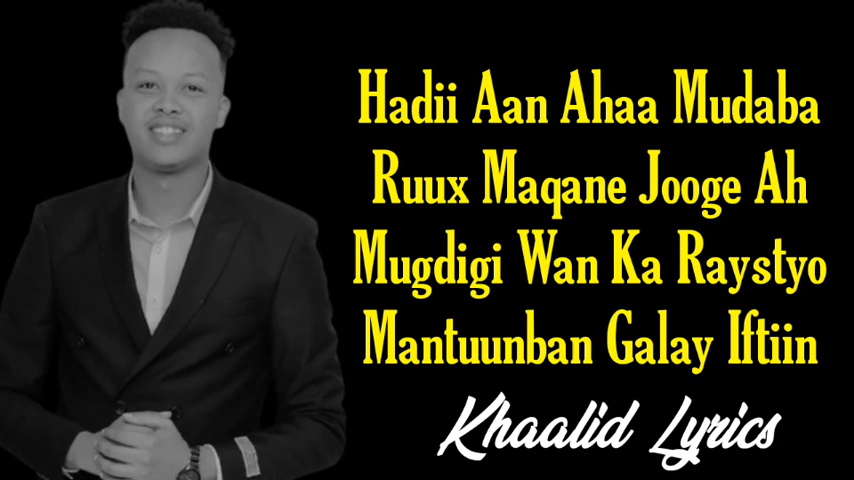 Hadii Aan Ahaa Mudaba
Ruux Maqane Jooge Ah
Mugdigi Wan Ka Raystyo
Mantuunban Galay Iftiin
Khaalid Lyrics